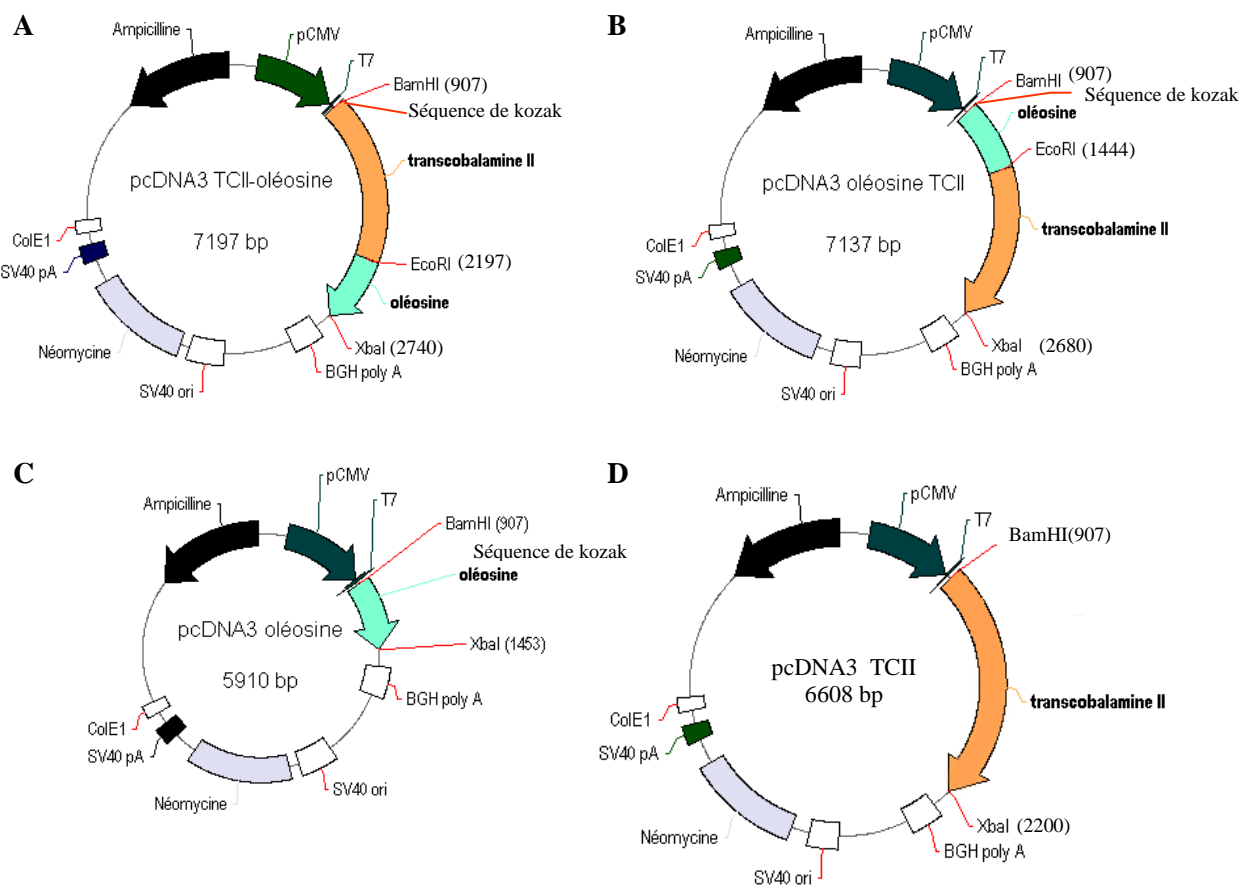 A
Ampicilline
pCMV
T7
BamHI (907)
Séquence de kozak
transcobalamine II
pcDNA3 TCII-oléosine
7197 bp
EcoRI (2197)
oléosine
XbaI (2740)
BGH poly A
SV40 ori
Néomycine
SV40 pA
ColE1
B
Ampicilline
pCMV
T7
BamHI (907)
Séquence de kozak
oléosine
EcoRI (1444)
pcDNA3 oléosine TCII
7137 bp
transcobalamine II
XbaI (2680)
BGH poly A
SV40 ori
Néomycine
SV40 pA
ColE1
C
Ampicilline
pCMV
T7
BamHI (907)
Séquence de kozak
oléosine
pcDNA3 oléosine
5910 bp
XbaI (1453)
BGH poly A
SV40 ori
Néomycine
SV40 pA
ColE1
D
Ampicilline
pCMV
T7
BamHI(907)
pcDNA3 TCII
6608 bp
transcobalamine II
XbaI (2200)
BGH poly A
SV40 ori
Néomycine
SV40 pA
ColE1